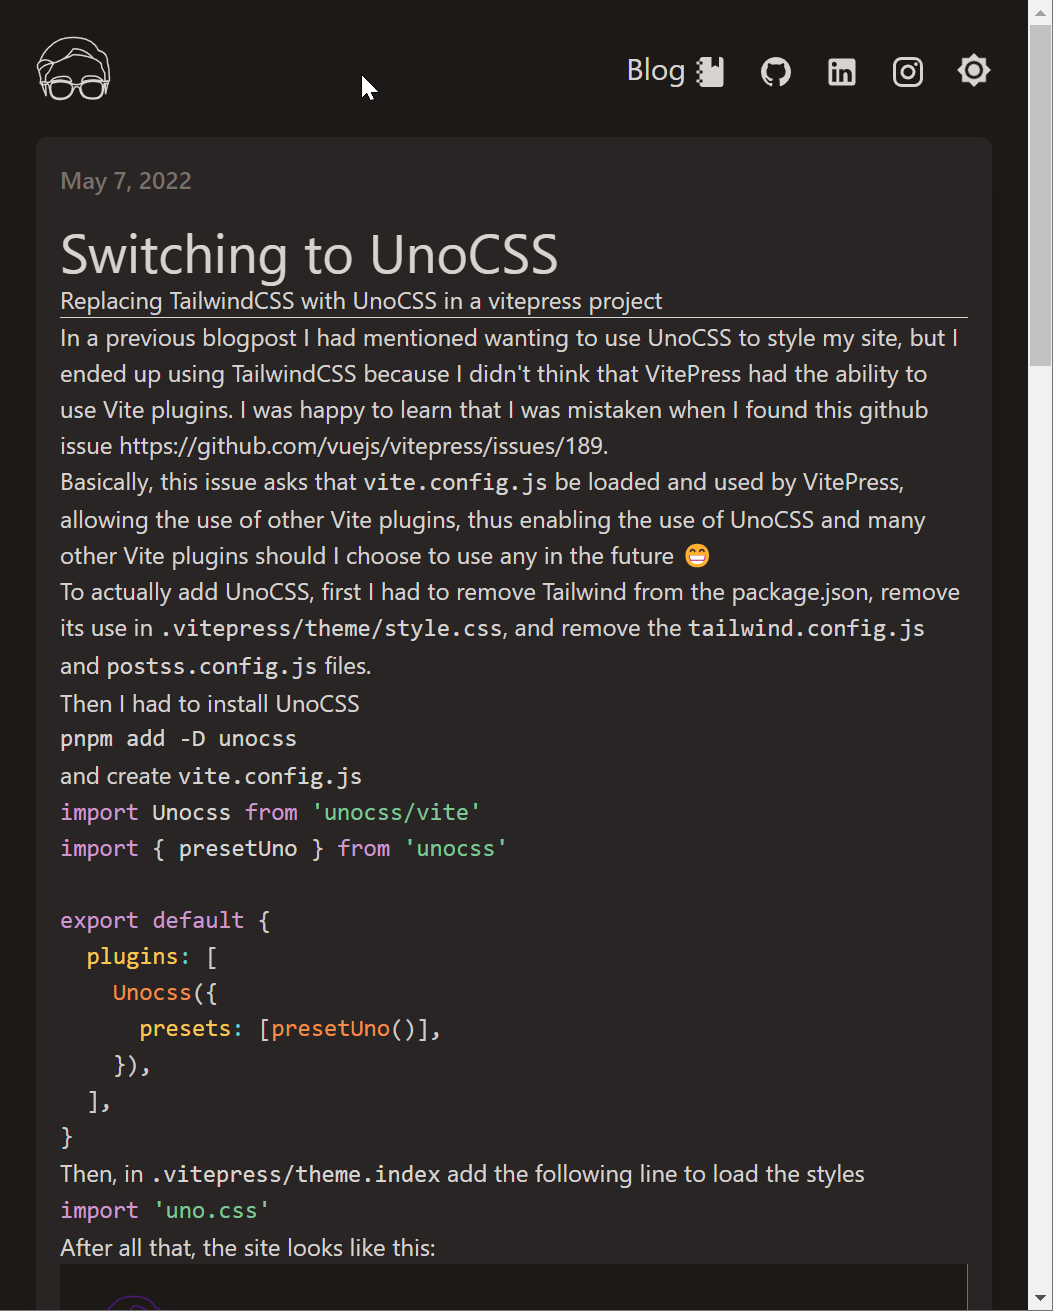 Blog
May 7, 2022
Switching to UnoCSS
Replacing TailwindCSS with UnoCSS in a vitepress project
In a previous blogpost I had mentioned wanting to use UnoCSS to style my site, but I
ended up using TailwindCSS because I didn't think that VitePress had the ability to
use Vite plugins. I was happy to learn that I was mistaken when I found this github
issue https://github.com/vuejs/vitepress/issues/189.
Basically, this issue asks that vite.config.js be loaded and used by VitePress,
allowing the use of other Vite plugins, thus enabling the use of UnoCSS and many
other Vite plugins should I choose to use any in the future 😁
To actually add UnoCSS, first I had to remove Tailwind from the package.json, remove
its use in .vitepress/theme/style.css, and remove the tailwind.config.js
and postss.config.js files.
Then I had to install UnoCSS
pnpm add -D unocss
and create vite.config.js
import Unocss from 'unocss/vite'
import { presetUno } from 'unocss'

export default {
  plugins: [
    Unocss({
      presets: [presetUno()],
    }),
  ],
}
Then, in .vitepress/theme.index add the following line to load the styles
import 'uno.css'
After all that, the site looks like this: